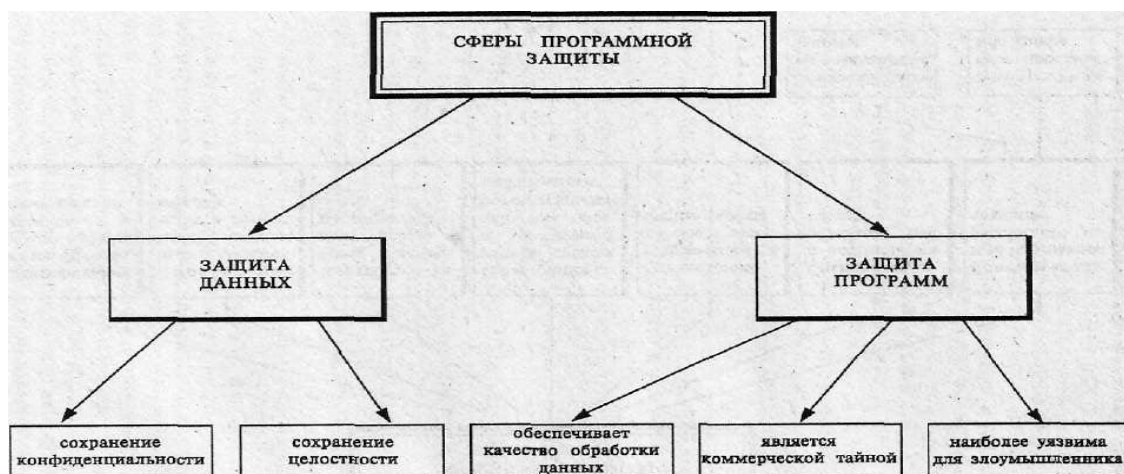 СФЕРЫ ПРОГРАММНОЙ
ЗАЩИТЫ
ЗАЩИТА
ДАННЫХ
ЗАЩИТА
ПРОГРАММ
сохранение
конфиденциальности
сохранение
целостности
обеспечивает
качество обработки
данных
является
коммерческой тайной
наиболее уязвима
для злоумышленника